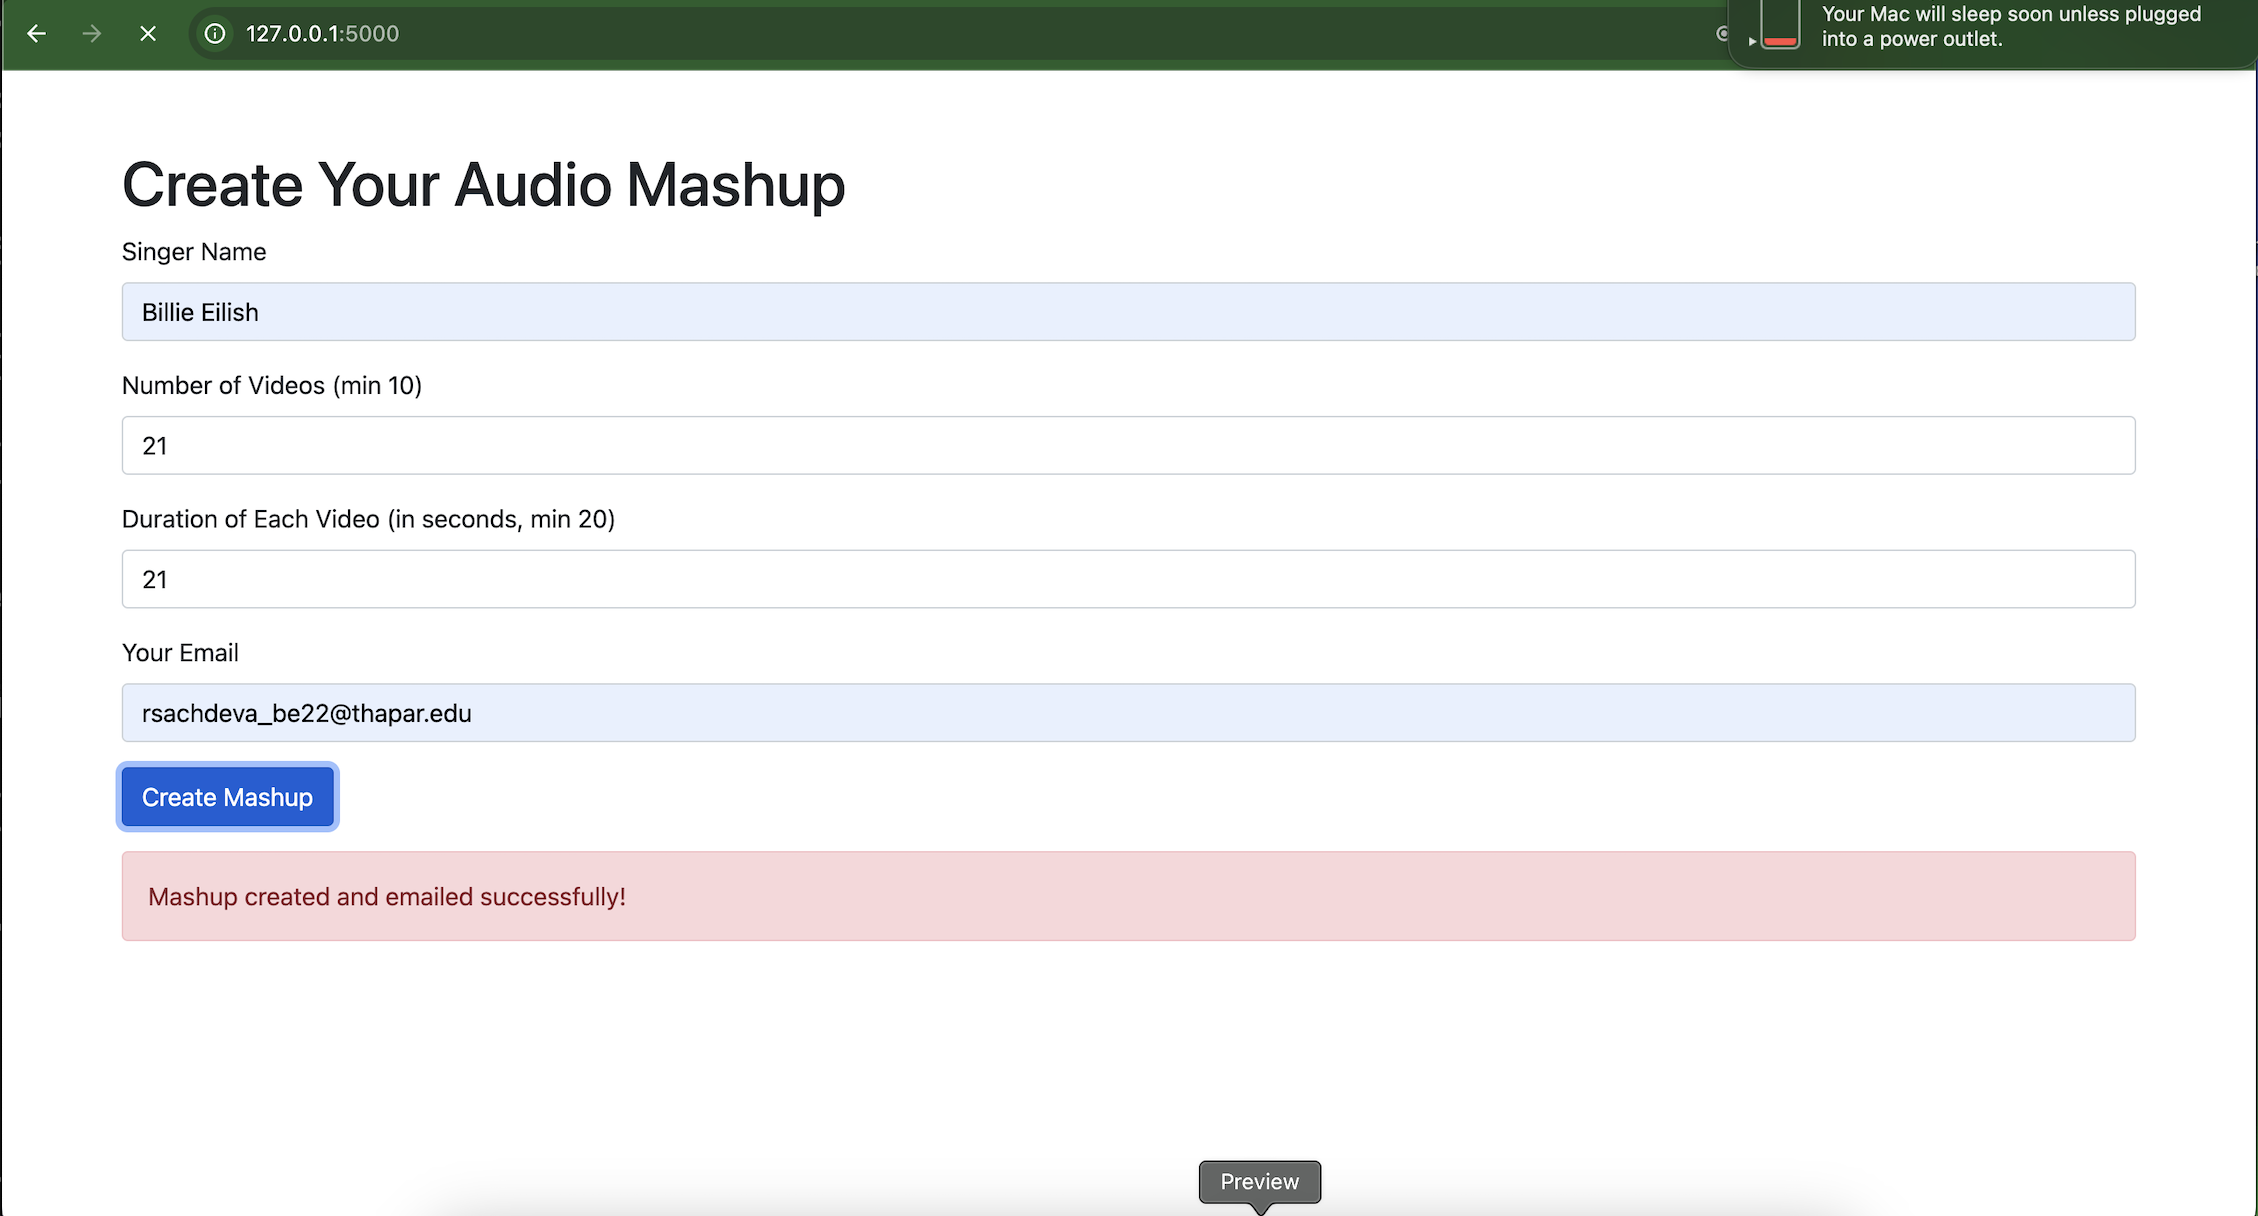 127.0.0.1:5000
Your Mac will sleep soon unless plugged
into a power outlet.
Create Your Audio Mashup
Singer Name
Billie Eilish
Number of Videos (min 10)
21
Duration of Each Video (in seconds, min 20)
21
Your Email
rsachdeva_be22@thapar.edu
Create Mashup
Mashup created and emailed successfully!
Preview